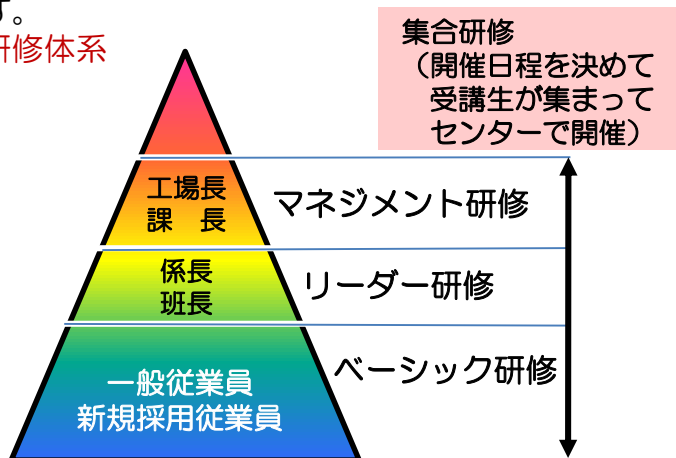 す。
研修体系
集合研修
（開催日程を決めて
受講生が集まって
センターで開催）
工場長
課　長
マネジメント研修
係長
班長
リーダー研修
一般従業員
新規採用従業員
ベーシック研修